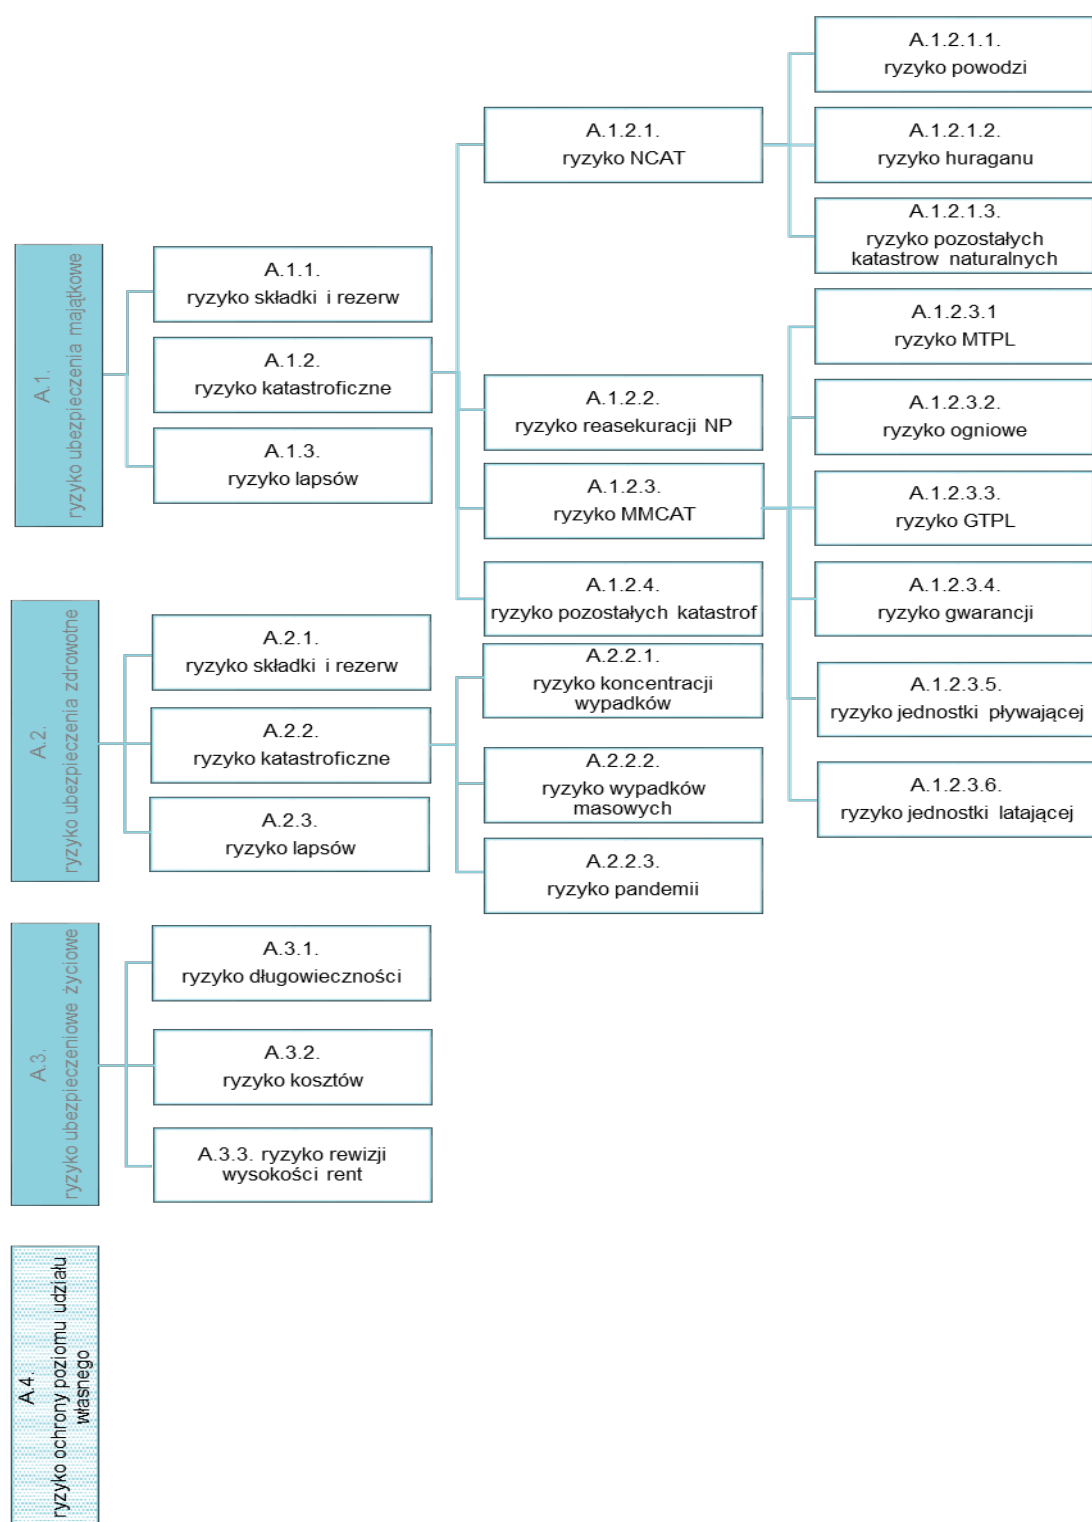 A.1.
ryzyko ubezpieczenia majątkowe
A.1.1.
ryzyko składki i rezerw
A.1.2.
ryzyko katastroficzne
A.1.3.
ryzyko lapsów
A.1.2.1.
ryzyko NCAT
A.1.2.1.1.
ryzyko powodzi
A.1.2.1.2.
ryzyko huraganu
A.1.2.1.3.
ryzyko pozostałych
katastrow naturalnych
A.1.2.2.
ryzyko reasekuracji NP
A.1.2.3.
ryzyko MMCAT
A.1.2.3.1
ryzyko MTPL
A.1.2.3.2.
ryzyko ogniowe
A.1.2.3.3.
ryzyko GTPL
A.1.2.3.4.
ryzyko gwarancji
A.1.2.3.5.
ryzyko jednostki pływającej
A.1.2.3.6.
ryzyko jednostki latającej
A.1.2.4.
ryzyko pozostałych katastrof
A.2.
ryzyko ubezpieczenia zdrowotne
A.2.1.
ryzyko składki i rezerw
A.2.2.
ryzyko katastroficzne
A.2.3.
ryzyko lapsów
A.2.2.1.
ryzyko koncentracji
wypadków
A.2.2.2.
ryzyko wypadków
masowych
A.2.2.3.
ryzyko pandemii
A.3.
ryzyko ubezpieczeniowe życiowe
A.3.1.
ryzyko długowieczności
A.3.2.
ryzyko kosztów
A.3.3. ryzyko rewizji
wysokości rent
A.4.
ryzyko ochrony poziomu udziału
własnego